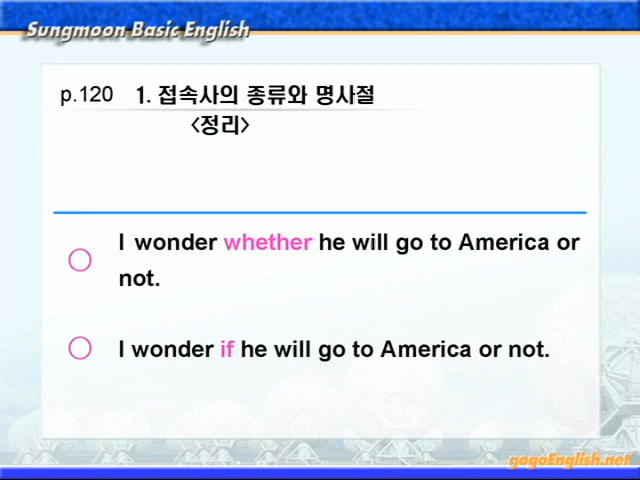 Sungmoon Basic English
p.120 1. 접속사의 종류와 명사절
<정리>
I wonder whether he will go to America or
not.
I wonder if he will go to America or not.
gogoEnglish.net